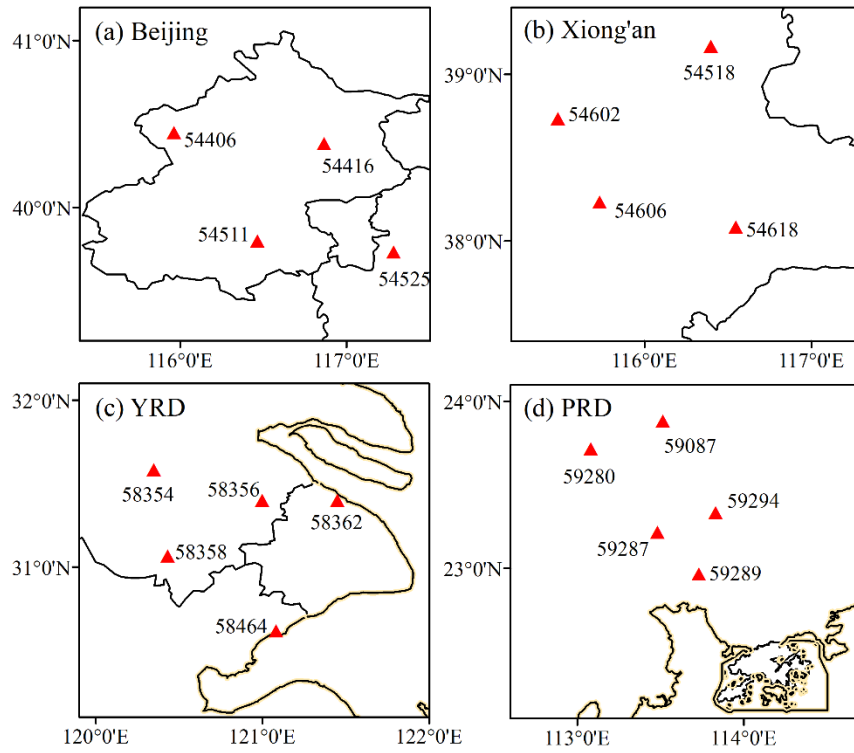 (a) Beijing
41°0'N
40°0'N
54406
54416
54511
54525
116°0'E
117°0'E
(b) Xiong'an
39°0'N
38°0'N
54518
54602
54606
54618
116°0'E
117°0'E
(c) YRD
32°0'N
31°0'N
58354
58356
58362
58358
58464
120°0'E
121°0'E
122°0'E
(d) PRD
24°0'N
23°0'N
59087
59280
59294
59287
59289
113°0'E
114°0'E